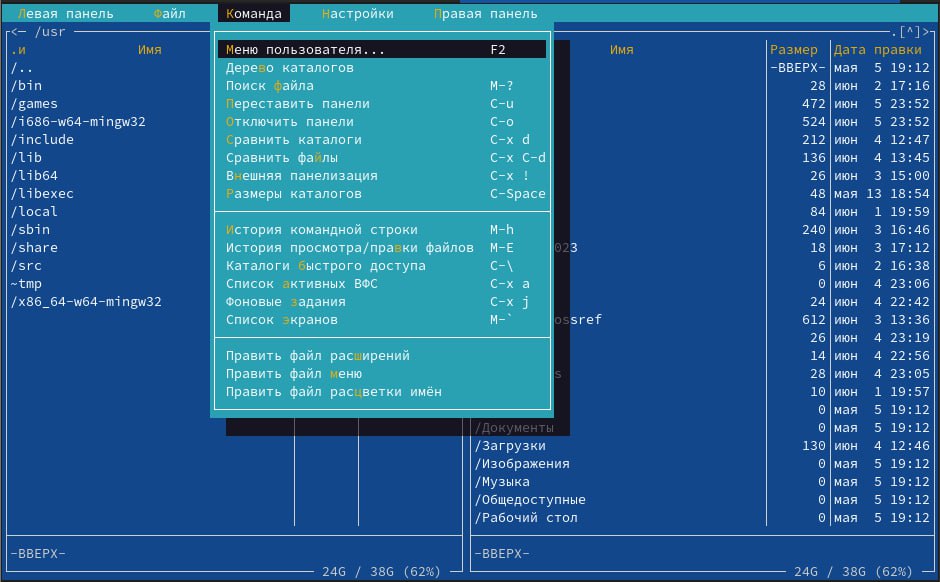 Левая панель Файл Команда Настройки Правая панель
<─ /usr .[^]>
.и Имя Имя Размер Дата правки
Меню пользователя... F2
/.. Дерево каталогов -ВВЕРХ- мая 5 19:12
/bin Поиск файла M-? 28 июн 2 17:16
/games Переставить панели C-u 472 июн 5 23:52
/i686-w64-mingw32 Отключить панели C-o 524 июн 5 23:52
/include Сравнить каталоги C-x d 212 июн 4 12:47
/lib Сравнить файлы C-x C-d 136 июн 4 13:45
/lib64 Внешняя панелизация C-x ! 26 июн 3 15:00
/libexec Размеры каталогов C-Space 48 мая 13 18:54
/local 84 июн 1 19:59
/sbin История командной строки M-h 240 июн 3 16:46
/share История просмотра/правки файлов M-E 023 18 июн 3 17:12
/src Каталоги быстрого доступа C-\ 6 июн 2 16:38
~tmp Список активных ВФС C-x a 0 июн 4 23:06
/x86_64-w64-mingw32 Фоновые задания C-x j 24 июн 4 22:42
Список экранов M-` ossref 612 июн 3 13:36
26 июн 4 23:19
Править файл расширений 14 июн 4 22:56
Править файл меню s 28 июн 4 23:05
Править файл расцветки имён 10 июн 1 19:57
0 мая 5 19:12
/Документы 0 мая 5 19:12
/Загрузки 130 июн 4 12:46
/Изображения 0 мая 5 19:12
/Музыка 0 мая 5 19:12
/Общедоступные 0 мая 5 19:12
/Рабочий стол 0 мая 5 19:12
-ВВЕРХ- -ВВЕРХ-
24G / 38G (62%) 24G / 38G (62%)